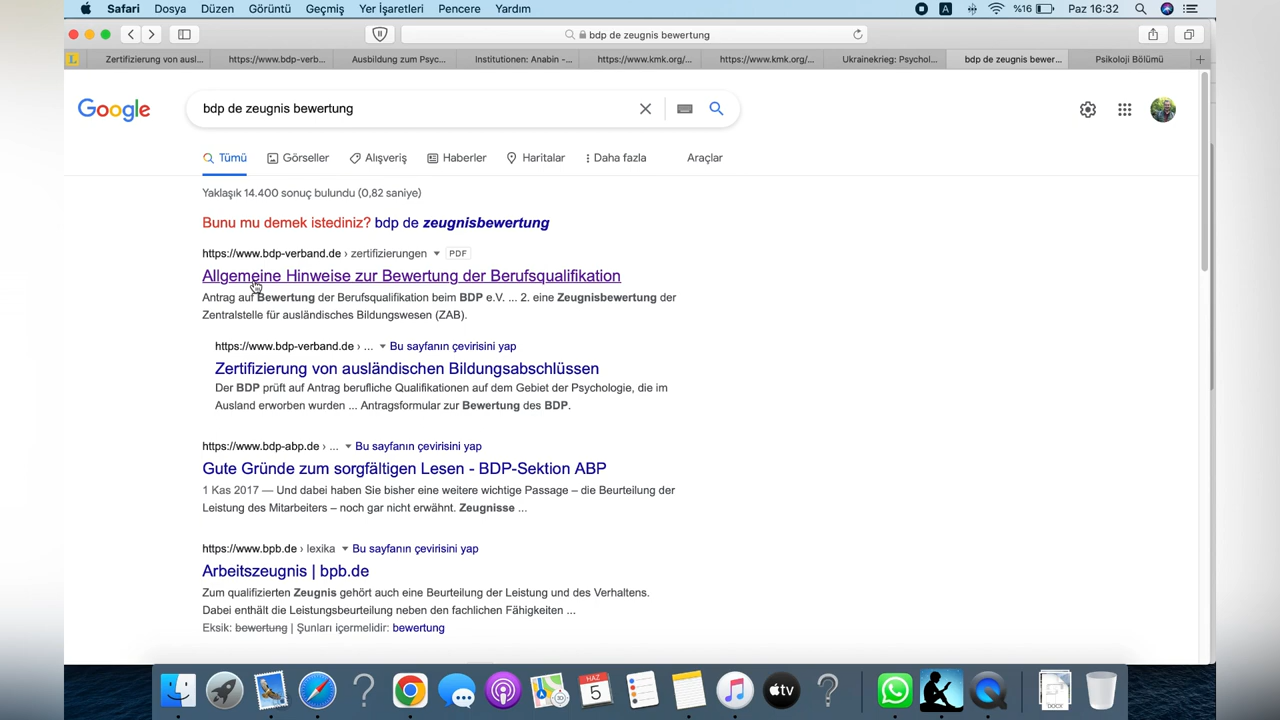 Safari Dosya Düzen Görüntü Geçmiş Yer İşaretleri Pencere Yardım A %16 Paz 16:32
bdp de zeugnis bewertung
L Zertifizierung von ausl... https://www.bdp-verb... Ausbildung zum Psyc... Institutionen: Anabin -... https://www.kmk.org/... https://www.kmk.org/... Ukrainekrieg: Psychol... bdp de zeugnis bewer... Psikoloji Bölümü
Google bdp de zeugnis bewertung
Tümü Görseller Alışveriş Haberler Haritalar Daha fazla Araçlar
Yaklaşık 14.400 sonuç bulundu (0,82 saniye)
Bunu mu demek istediniz? bdp de zeugnisbewertung
https://www.bdp-verband.de › zertifizierungen PDF
Allgemeine Hinweise zur Bewertung der Berufsqualifikation
Antrag auf Bewertung der Berufsqualifikation beim BDP e.V. ... 2. eine Zeugnisbewertung der
Zentralstelle für ausländisches Bildungswesen (ZAB).
https://www.bdp-verband.de › ... Bu sayfanın çevirisini yap
Zertifizierung von ausländischen Bildungsabschlüssen
Der BDP prüft auf Antrag berufliche Qualifikationen auf dem Gebiet der Psychologie, die im
Ausland erworben wurden ... Antragsformular zur Bewertung des BDP.
https://www.bdp-abp.de › ... Bu sayfanın çevirisini yap
Gute Gründe zum sorgfältigen Lesen - BDP-Sektion ABP
1 Kas 2017 — Und dabei haben Sie bisher eine weitere wichtige Passage – die Beurteilung der
Leistung des Mitarbeiters – noch gar nicht erwähnt. Zeugnisse ...
https://www.bpb.de › lexika Bu sayfanın çevirisini yap
Arbeitszeugnis | bpb.de
Zum qualifizierten Zeugnis gehört auch eine Beurteilung der Leistung und des Verhaltens.
Dabei enthält die Leistungsbeurteilung neben den fachlichen Fähigkeiten ...
Eksik: bewertung | Şunları içermelidir: bewertung
HAZ
5
tv
DOCX